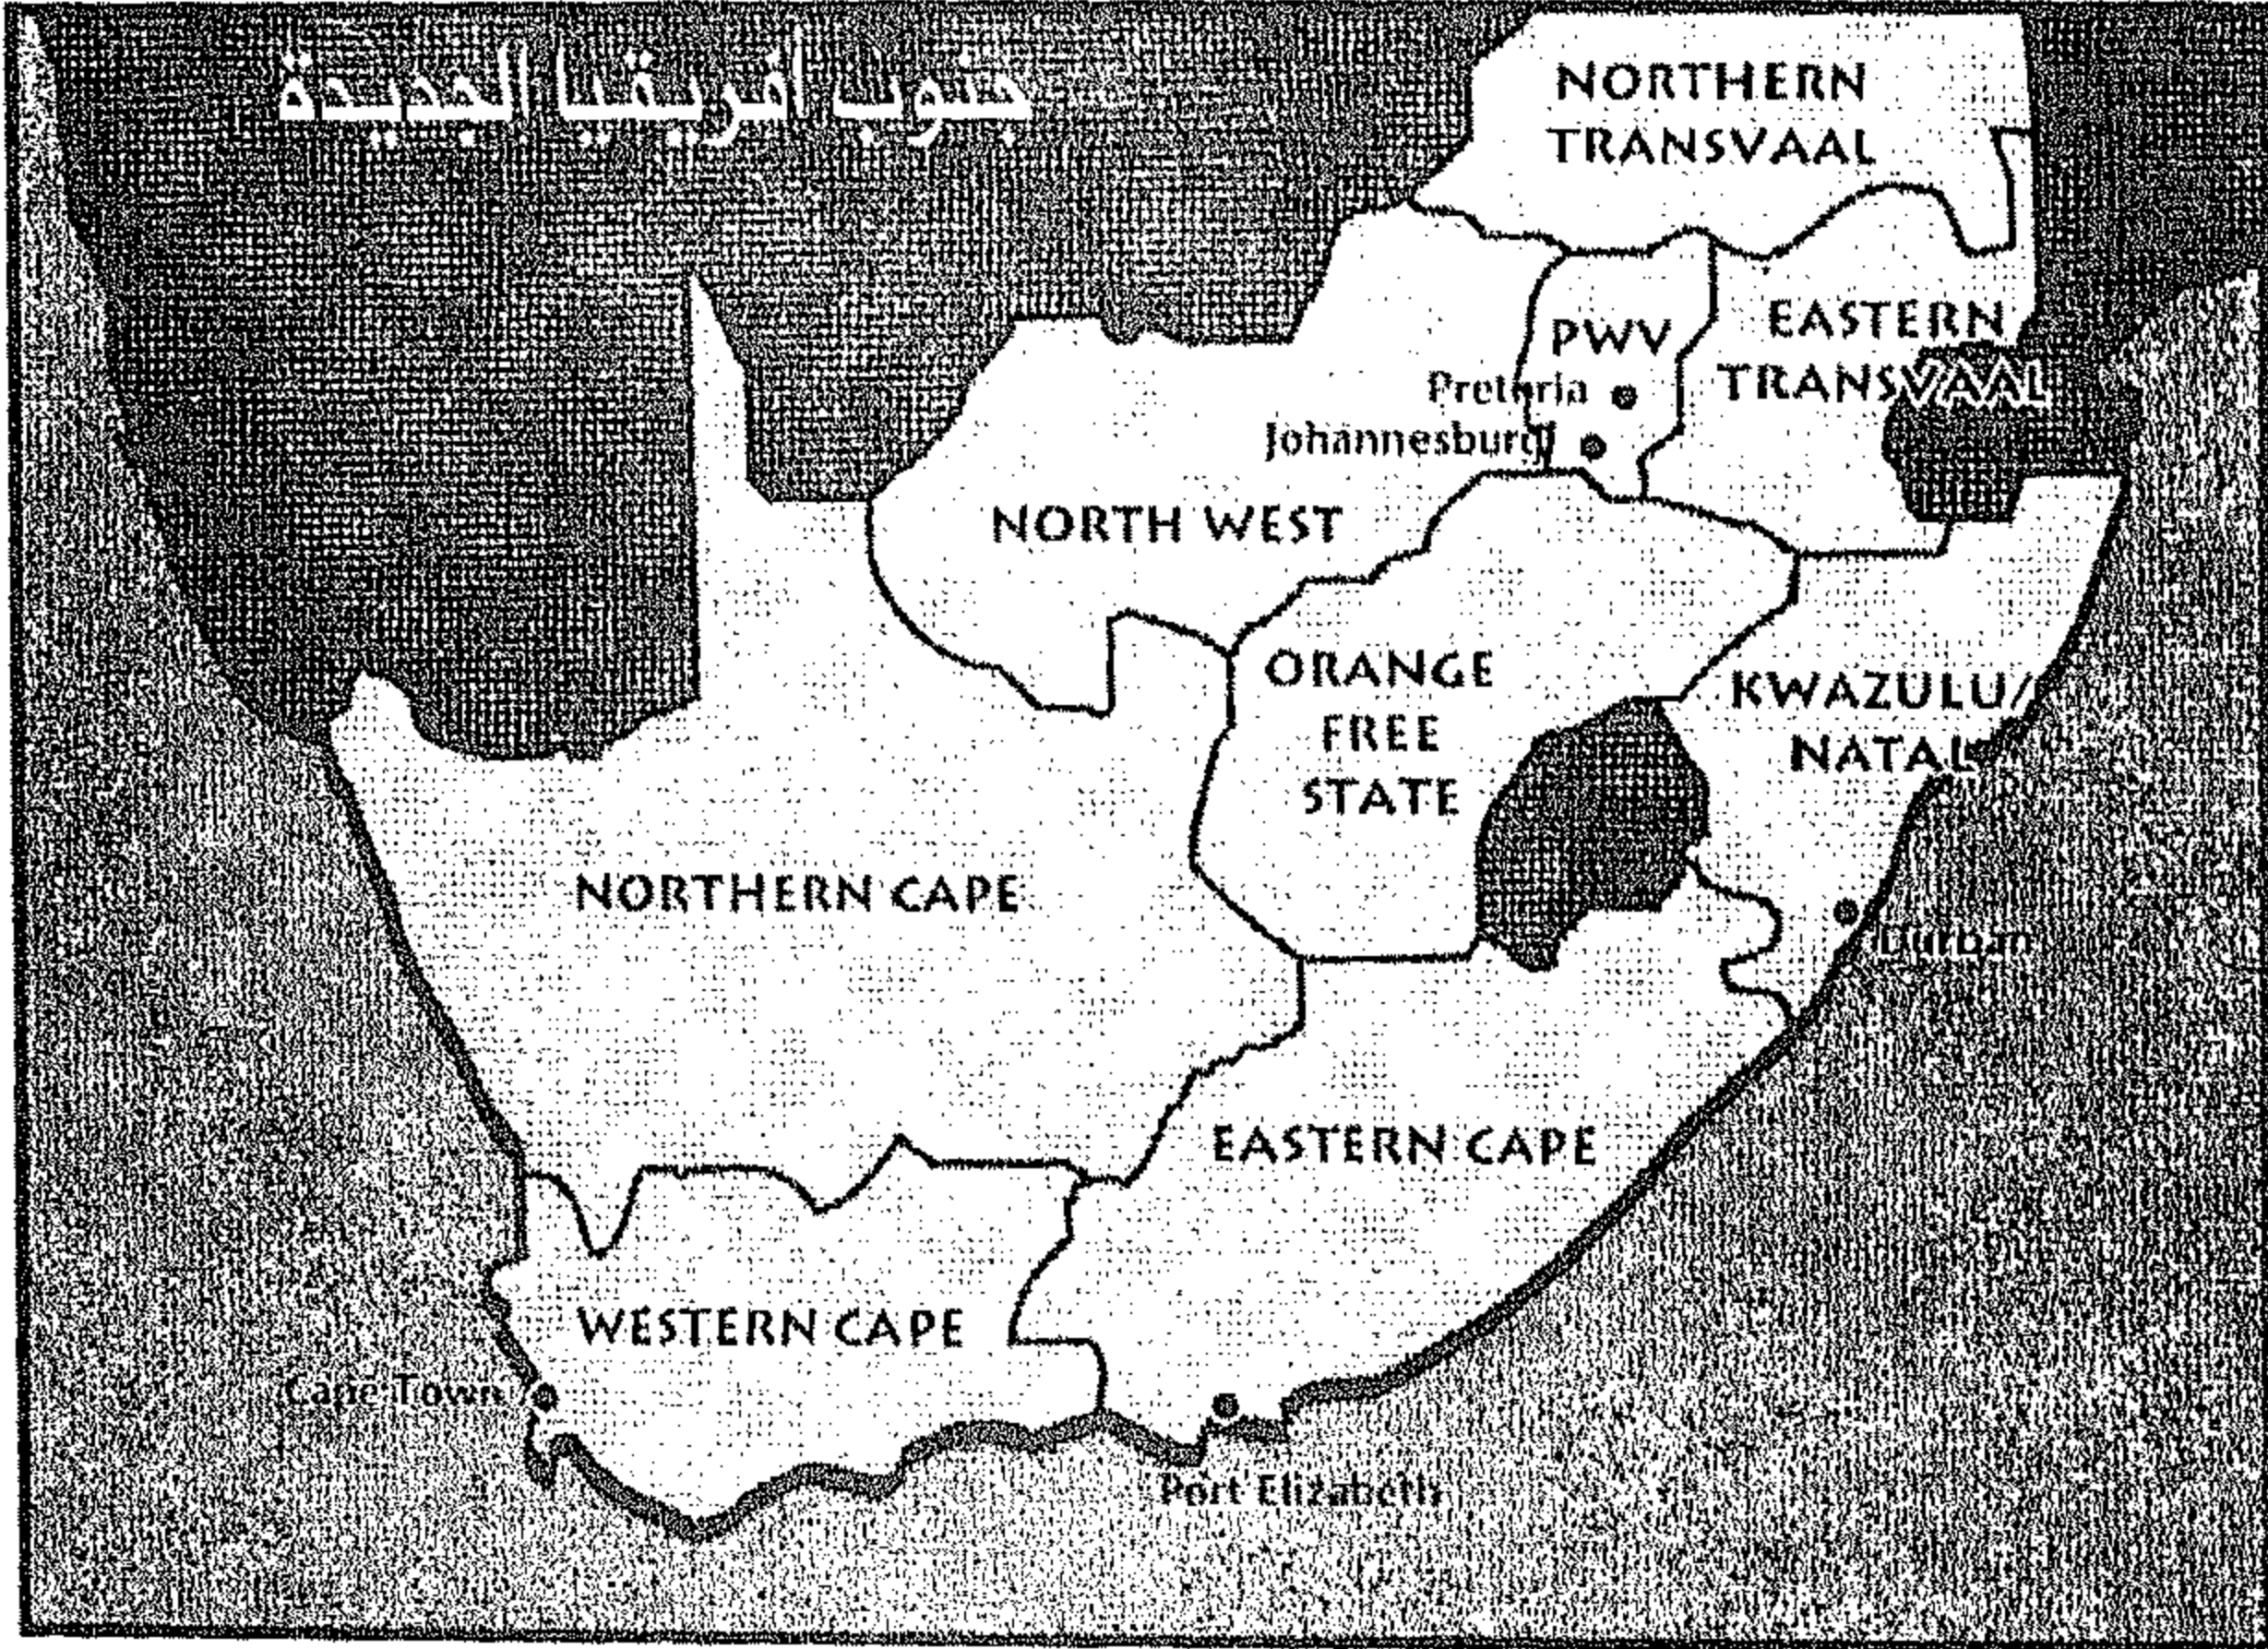 جنوب أفريقيا الجديدة
NORTHERN
TRANSVAAL
PWV
EASTERN
TRANSVAAL
Pretoria
Johannesburg
NORTH WEST
ORANGE
FREE
STATE
KWAZULU/
NATAL
NORTHERN CAPE
Durban
EASTERN CAPE
WESTERN CAPE
Cape Town
Port Elizabeth